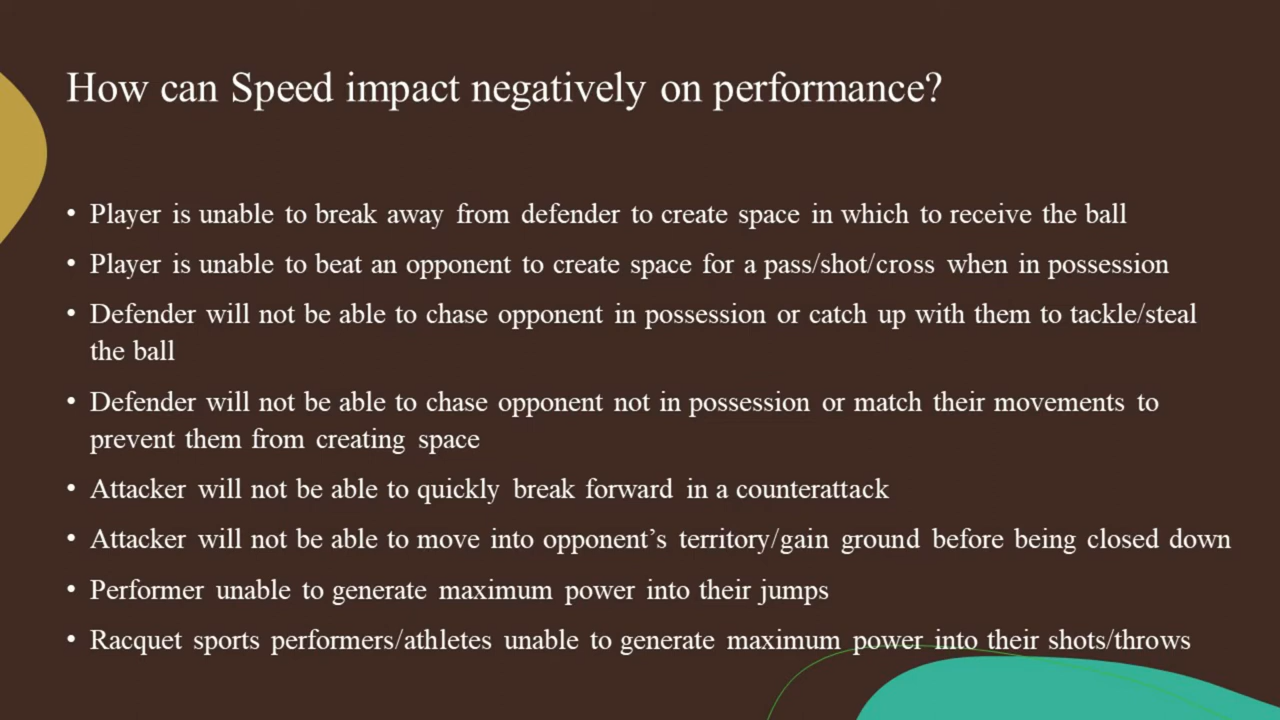 How can Speed impact negatively on performance?
• Player is unable to break away from defender to create space in which to receive the ball
• Player is unable to beat an opponent to create space for a pass/shot/cross when in possession
• Defender will not be able to chase opponent in possession or catch up with them to tackle/steal
the ball
• Defender will not be able to chase opponent not in possession or match their movements to
prevent them from creating space
• Attacker will not be able to quickly break forward in a counterattack
• Attacker will not be able to move into opponent’s territory/gain ground before being closed down
• Performer unable to generate maximum power into their jumps
• Racquet sports performers/athletes unable to generate maximum power into their shots/throws